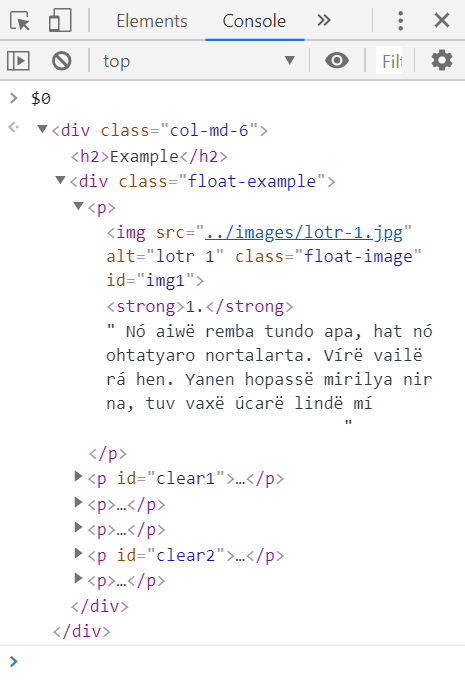 Elements Console
top Filt
$0
<div class="col-md-6">
<h2>Example</h2>
<div class="float-example">
<p>
<img src="../images/lotr-1.jpg"
alt="lotr 1" class="float-image"
id="img1">
<strong>1.</strong>
" Nó aiwë remba tundo apa, hat nó
ohtatyaro nortalarta. Vírë vailë
rá hen. Yanen hopassë mirilya nir
na, tuv vaxë úcarë lindë mí
"
</p>
<p id="clear1">…</p>
<p>…</p>
<p>…</p>
<p id="clear2">…</p>
<p>…</p>
</div>
</div>